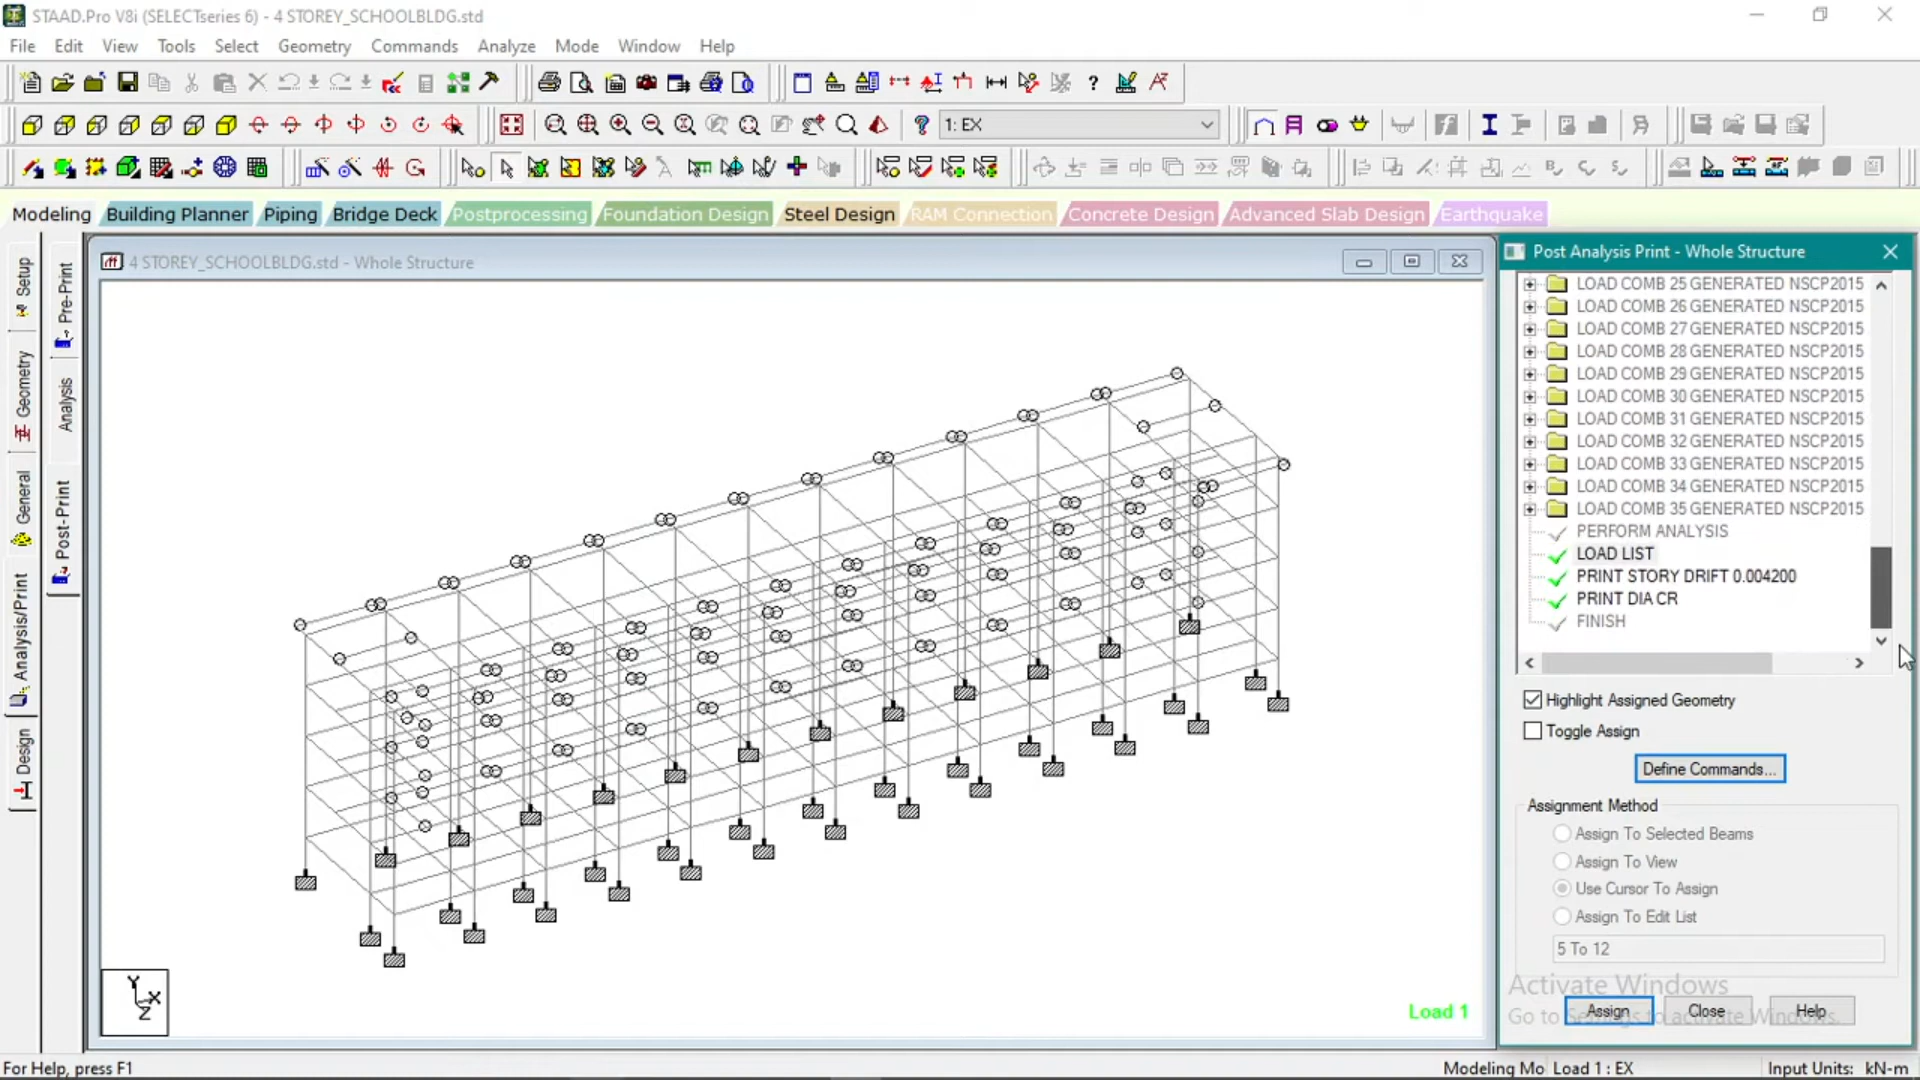 STAAD.Pro V8i (SELECTseries 6) - 4 STOREY_SCHOOLBLDG.std
File Edit View Tools Select Geometry Commands Analyze Mode Window Help
1: EX
Modeling Building Planner Piping Bridge Deck Postprocessing Foundation Design Steel Design RAM Connection Concrete Design Advanced Slab Design Earthquake
Setup
Geometry
General
Analysis/Print
Design
Pre-Print
Analysis
Post-Print
4 STOREY_SCHOOLBLDG.std - Whole Structure
Y
X
Z
Load 1
Post Analysis Print - Whole Structure
LOAD COMB 25 GENERATED NSCP2015
LOAD COMB 26 GENERATED NSCP2015
LOAD COMB 27 GENERATED NSCP2015
LOAD COMB 28 GENERATED NSCP2015
LOAD COMB 29 GENERATED NSCP2015
LOAD COMB 30 GENERATED NSCP2015
LOAD COMB 31 GENERATED NSCP2015
LOAD COMB 32 GENERATED NSCP2015
LOAD COMB 33 GENERATED NSCP2015
LOAD COMB 34 GENERATED NSCP2015
LOAD COMB 35 GENERATED NSCP2015
PERFORM ANALYSIS
LOAD LIST
PRINT STORY DRIFT 0.004200
PRINT DIA CR
FINISH
Highlight Assigned Geometry
Toggle Assign
Define Commands...
Assignment Method
Assign To Selected Beams
Assign To View
Use Cursor To Assign
Assign To Edit List
5 To 12
Activate Windows
Go to Settings to activate Windows.
Assign Close Help
For Help, press F1
Modeling Mo Load 1 : EX Input Units: kN-m